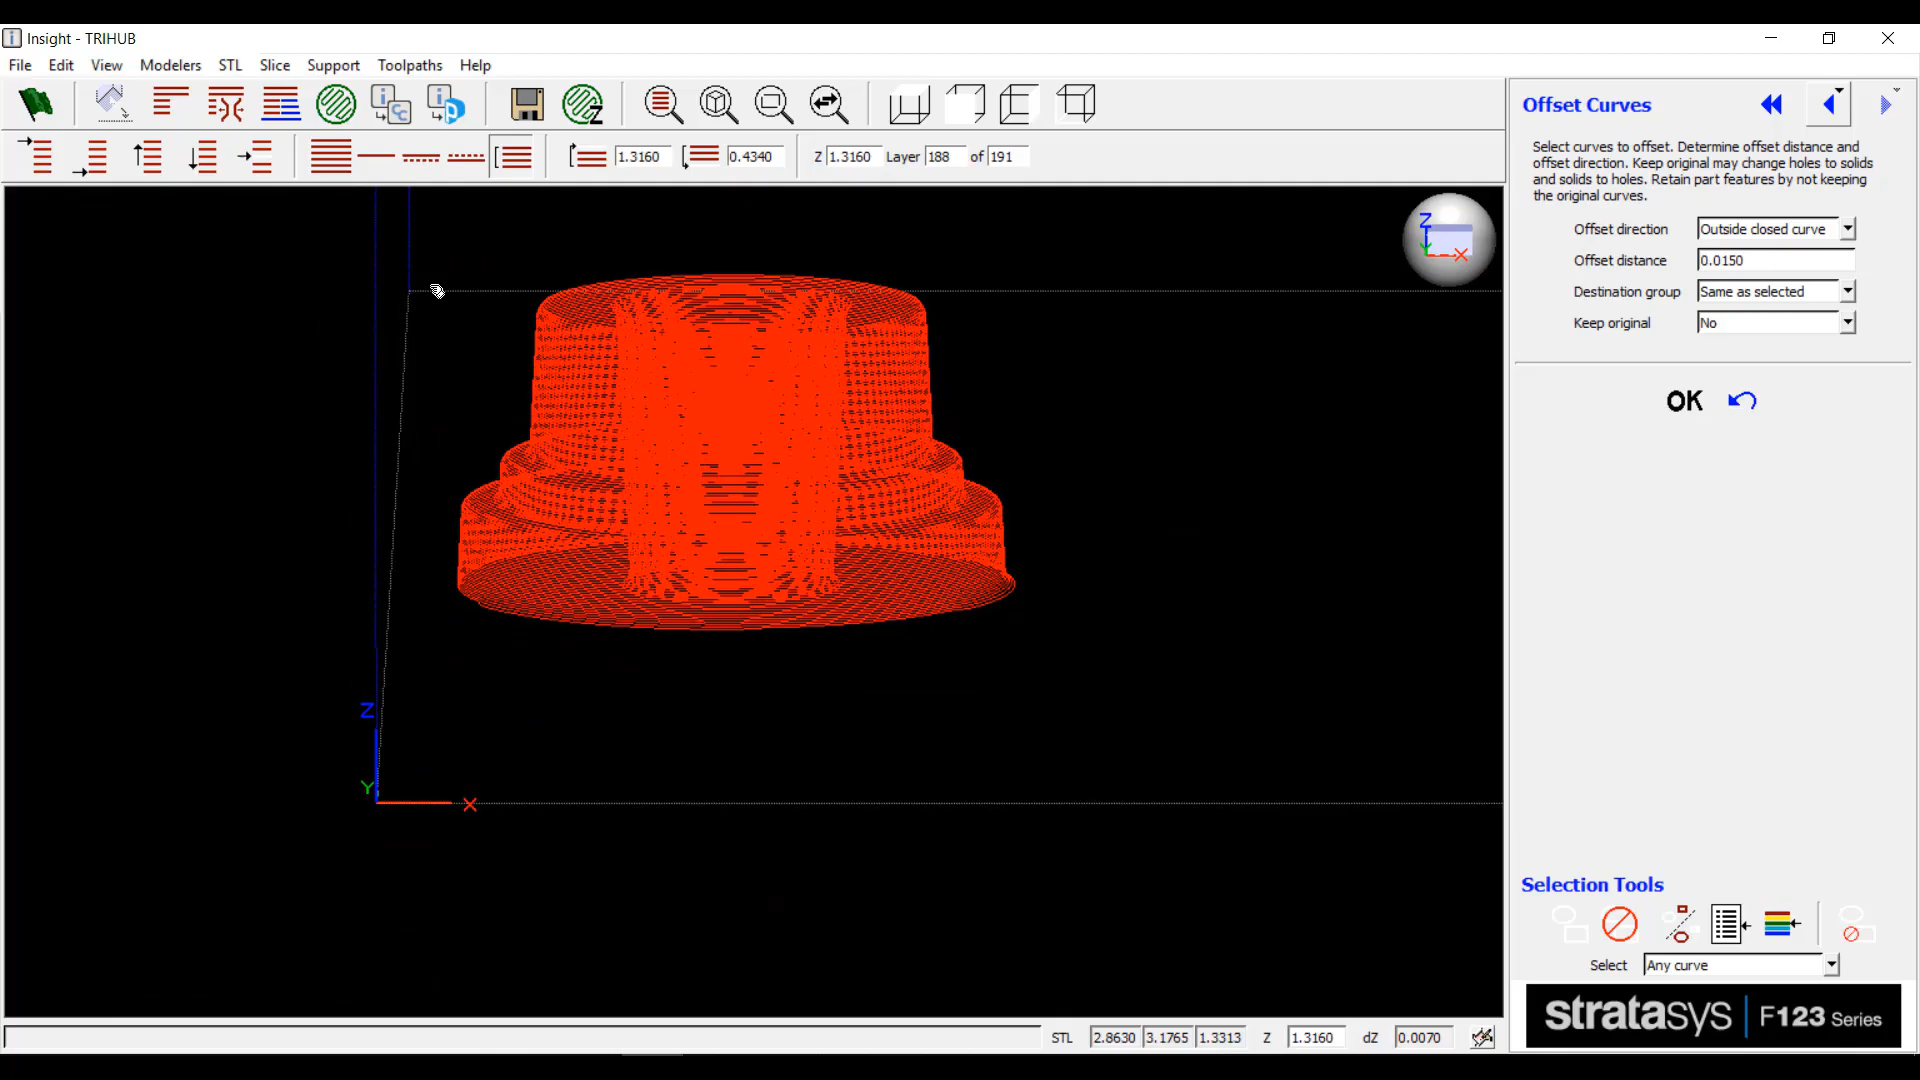 Insight - TRIHUB
File Edit View Modelers STL Slice Support Toolpaths Help
1.3160 0.4340 Z 1.3160 Layer 188 of 191
Offset Curves
Select curves to offset. Determine offset distance and
offset direction. Keep original may change holes to solids
and solids to holes. Retain part features by not keeping
the original curves.
Offset direction Outside closed curve
Offset distance 0.0150
Destination group Same as selected
Keep original No
OK
Z
Y X
Z
Y X
Selection Tools
Select Any curve
stratasys F123 Series
STL 2.8630 3.1765 1.3313 Z 1.3160 dZ 0.0070